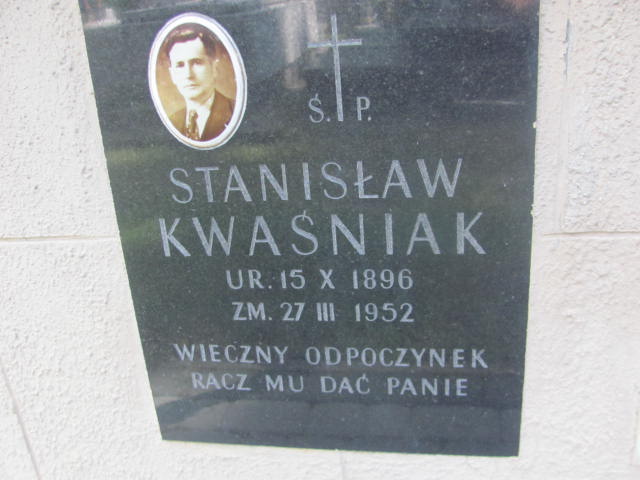 Ś. P.
STANISŁAW
KWAŚNIAK
UR. 15 X 1896
ZM. 27 III 1952
WIECZNY ODPOCZYNEK
RACZ MU DAĆ PANIE